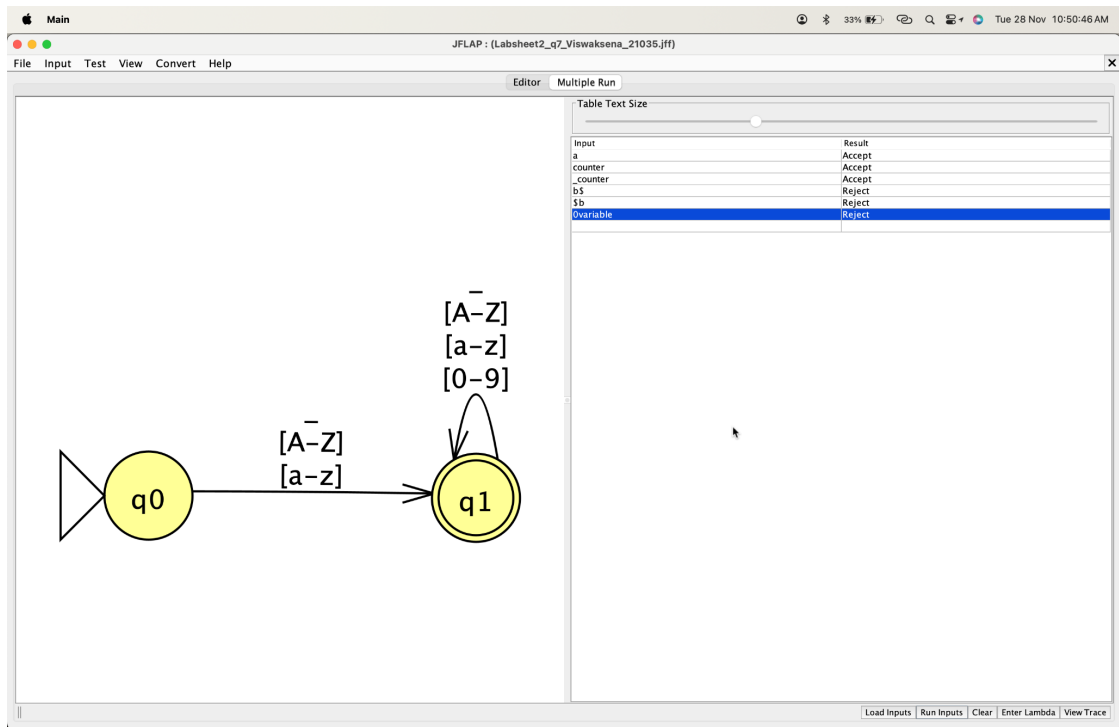 Main
33%
Tue 28 Nov 10:50:46 AM
JFLAP : (Labsheet2_q7_Viswaksena_21035.jff)
File Input Test View Convert Help
Editor Multiple Run
Table Text Size
Input Result
a Accept
counter Accept
_counter Accept
b$ Reject
$b Reject
0variable Reject
_
[A-Z]
[a-z]
[0-9]
_
[A-Z]
[a-z]
q0
q1
Load Inputs Run Inputs Clear Enter Lambda View Trace